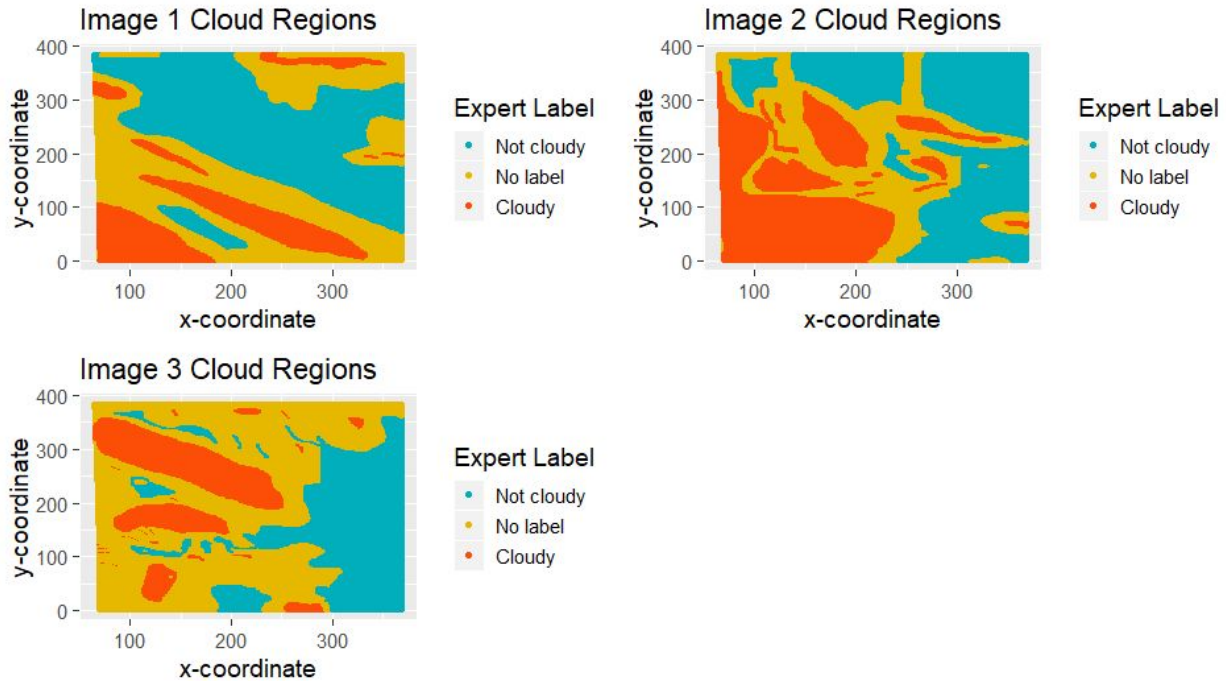 Image 1 Cloud Regions
400
300
200
100
0
y-coordinate
100 200 300
x-coordinate
Expert Label
Not cloudy
No label
Cloudy
Image 2 Cloud Regions
400
300
200
100
0
y-coordinate
100 200 300
x-coordinate
Expert Label
Not cloudy
No label
Cloudy
Image 3 Cloud Regions
400
300
200
100
0
y-coordinate
100 200 300
x-coordinate
Expert Label
Not cloudy
No label
Cloudy